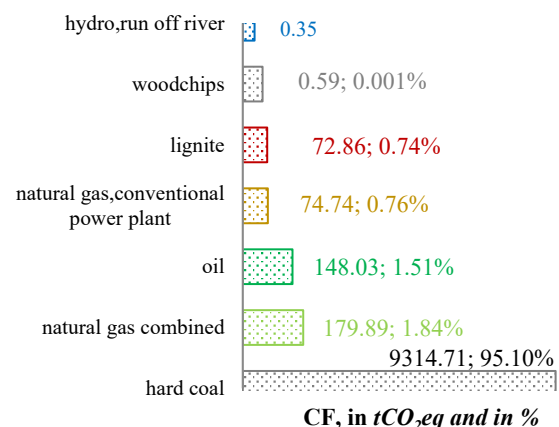 hydro,run off river
0.35
woodchips
0.59; 0.001%
lignite
72.86; 0.74%
natural gas,conventional
power plant
74.74; 0.76%
oil
148.03; 1.51%
natural gas combined
179.89; 1.84%
9314.71; 95.10%
hard coal
CF, in tCO₂eq and in %